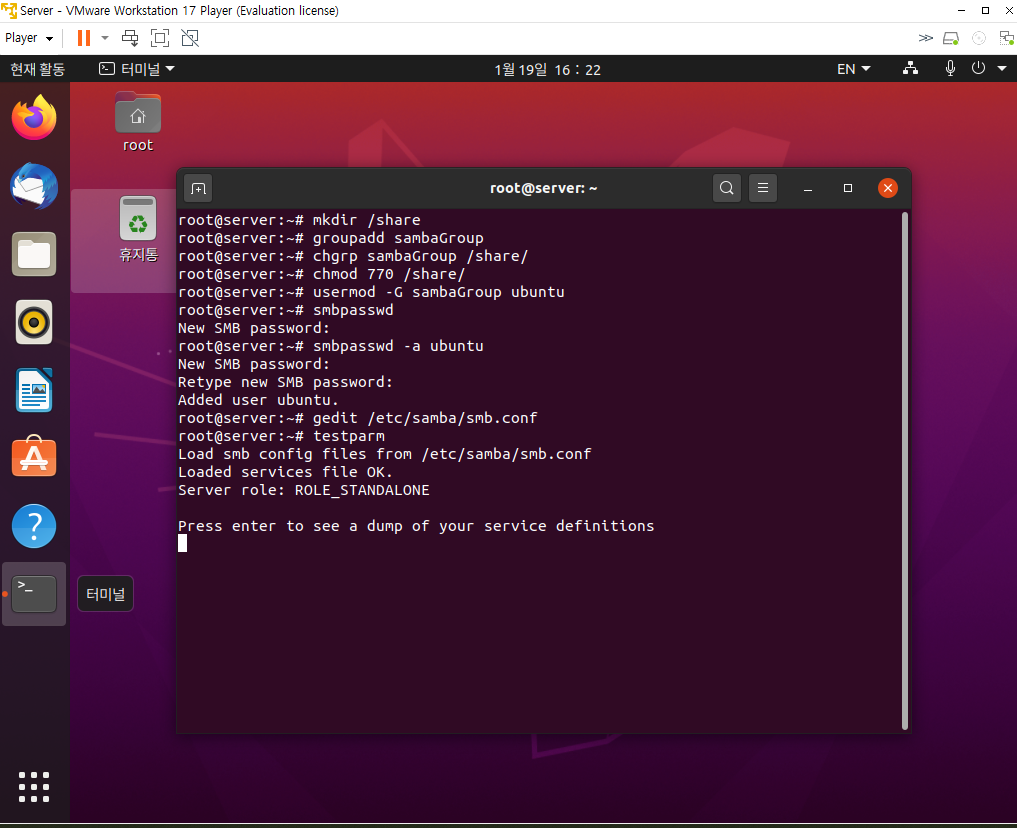 Server - VMware Workstation 17 Player (Evaluation license)
Player
현재 활동
터미널
1월 19일 16 : 22
EN
root
휴지통
root@server: ~
root@server:~# mkdir /share
root@server:~# groupadd sambaGroup
root@server:~# chgrp sambaGroup /share/
root@server:~# chmod 770 /share/
root@server:~# usermod -G sambaGroup ubuntu
root@server:~# smbpasswd
New SMB password:
root@server:~# smbpasswd -a ubuntu
New SMB password:
Retype new SMB password:
Added user ubuntu.
root@server:~# gedit /etc/samba/smb.conf
root@server:~# testparm
Load smb config files from /etc/samba/smb.conf
Loaded services file OK.
Server role: ROLE_STANDALONE
Press enter to see a dump of your service definitions
터미널